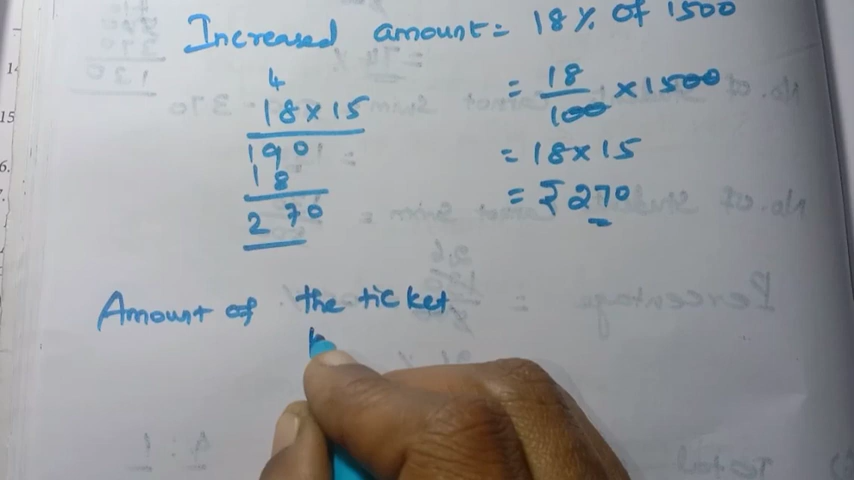 Increased amount = 18% of 1500
= 18/100 × 1500
= 18×15
= ₹270
4
18×15
190
18
270
Amount of the ticket